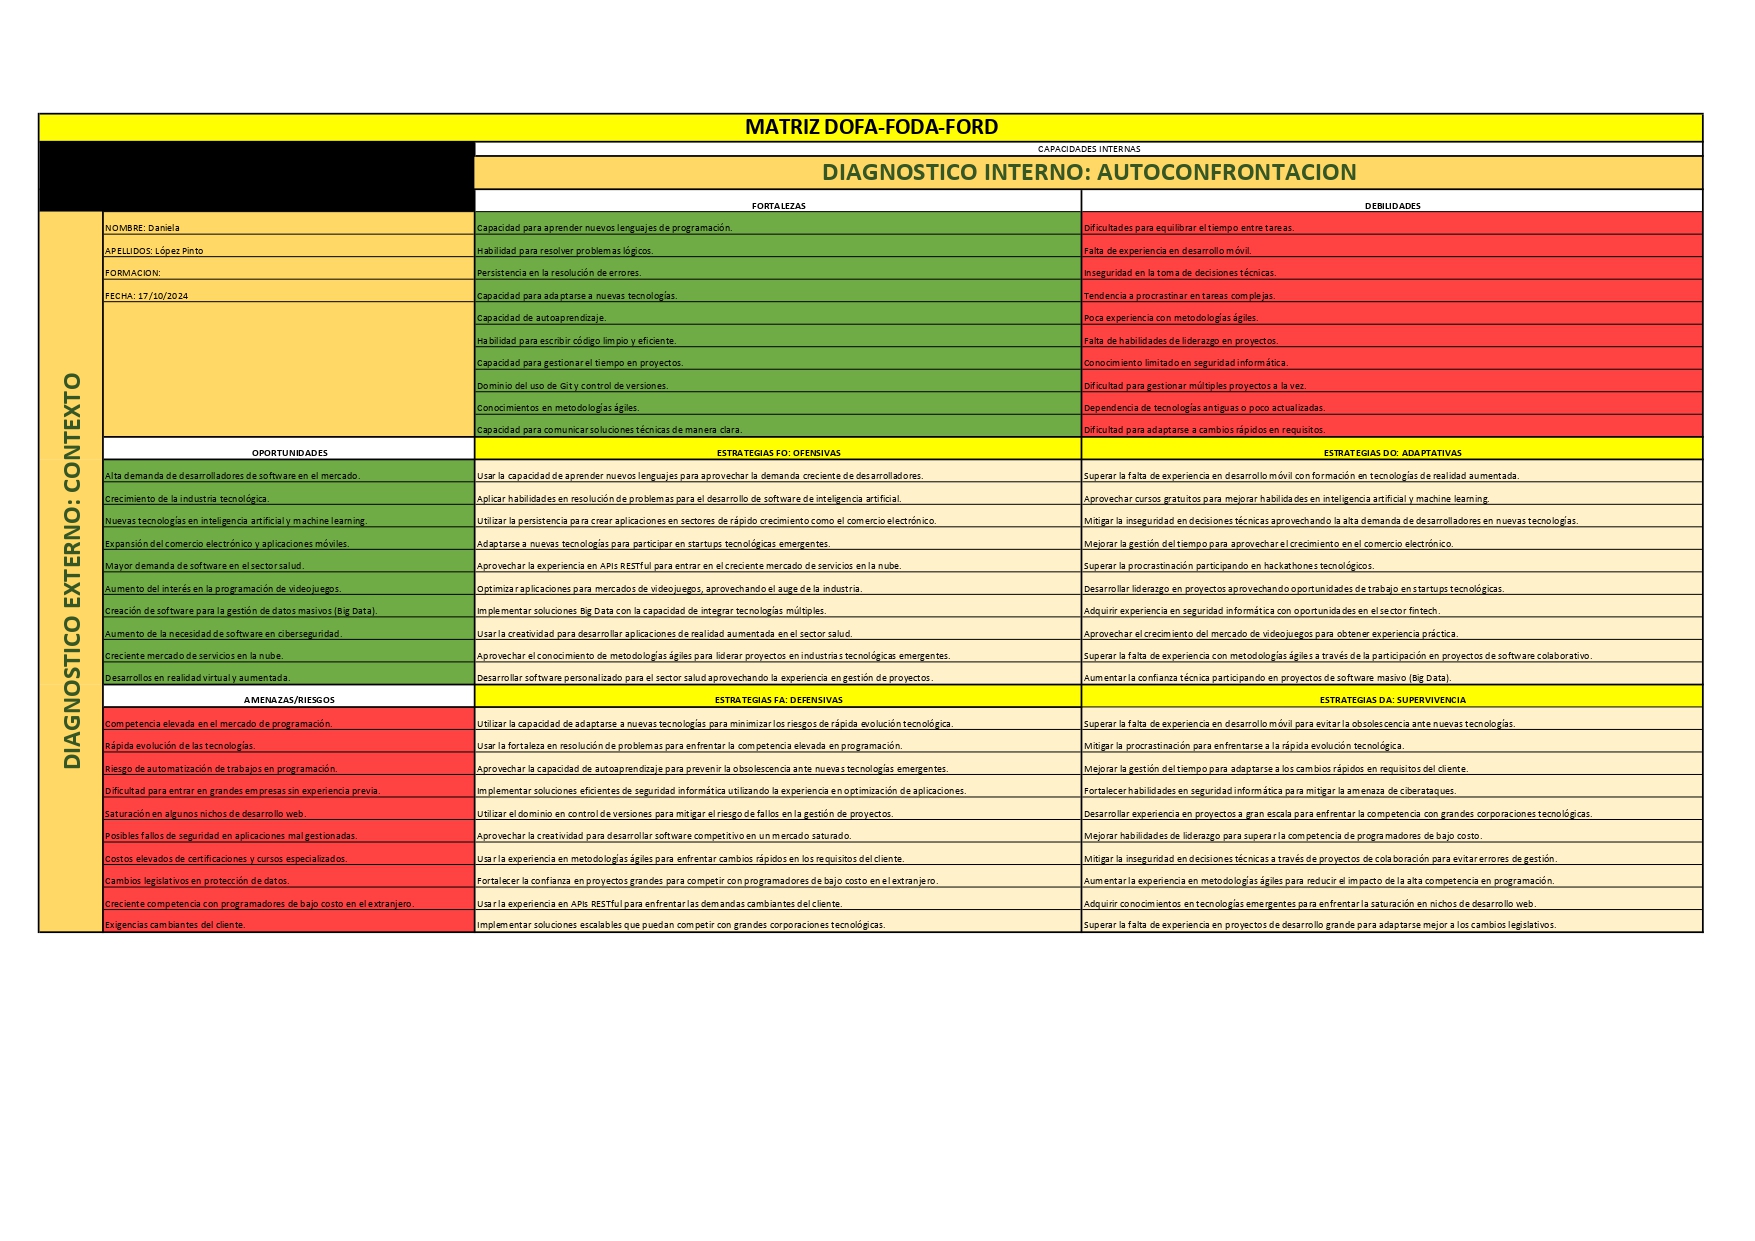 MATRIZ DOFA-FODA-FORD
CAPACIDADES INTERNAS
DIAGNOSTICO INTERNO: AUTOCONFRONTACION
FORTALEZAS
DEBILIDADES
DIAGNOSTICO EXTERNO: CONTEXTO
NOMBRE: Daniela
Capacidad para aprender nuevos lenguajes de programación.
Dificultades para equilibrar el tiempo entre tareas.
APELLIDOS: López Pinto
Habilidad para resolver problemas lógicos.
Falta de experiencia en desarrollo móvil.
FORMACION:
Persistencia en la resolución de errores.
Inseguridad en la toma de decisiones técnicas.
FECHA: 17/10/2024
Capacidad para adaptarse a nuevas tecnologías.
Tendencia a procrastinar en tareas complejas.
Capacidad de autoaprendizaje.
Poca experiencia con metodologías ágiles.
Habilidad para escribir código limpio y eficiente.
Falta de habilidades de liderazgo en proyectos.
Capacidad para gestionar el tiempo en proyectos.
Conocimiento limitado en seguridad informática.
Dominio del uso de Git y control de versiones.
Dificultad para gestionar múltiples proyectos a la vez.
Conocimientos en metodologías ágiles.
Dependencia de tecnologías antiguas o poco actualizadas.
Capacidad para comunicar soluciones técnicas de manera clara.
Dificultad para adaptarse a cambios rápidos en requisitos.
OPORTUNIDADES
ESTRATEGIAS FO: OFENSIVAS
ESTRATEGIAS DO: ADAPTATIVAS
Alta demanda de desarrolladores de software en el mercado.
Usar la capacidad de aprender nuevos lenguajes para aprovechar la demanda creciente de desarrolladores.
Superar la falta de experiencia en desarrollo móvil con formación en tecnologías de realidad aumentada.
Crecimiento de la industria tecnológica.
Aplicar habilidades en resolución de problemas para el desarrollo de software de inteligencia artificial.
Aprovechar cursos gratuitos para mejorar habilidades en inteligencia artificial y machine learning.
Nuevas tecnologías en inteligencia artificial y machine learning.
Utilizar la persistencia para crear aplicaciones en sectores de rápido crecimiento como el comercio electrónico.
Mitigar la inseguridad en decisiones técnicas aprovechando la alta demanda de desarrolladores en nuevas tecnologías.
Expansión del comercio electrónico y aplicaciones móviles.
Adaptarse a nuevas tecnologías para participar en startups tecnológicas emergentes.
Mejorar la gestión del tiempo para aprovechar el crecimiento en el comercio electrónico.
Mayor demanda de software en el sector salud.
Aprovechar la experiencia en APIs RESTful para entrar en el creciente mercado de servicios en la nube.
Superar la procrastinación participando en hackathones tecnológicos.
Aumento del interés en la programación de videojuegos.
Optimizar aplicaciones para mercados de videojuegos, aprovechando el auge de la industria.
Desarrollar liderazgo en proyectos aprovechando oportunidades de trabajo en startups tecnológicas.
Creación de software para la gestión de datos masivos (Big Data).
Implementar soluciones Big Data con la capacidad de integrar tecnologías múltiples.
Adquirir experiencia en seguridad informática con oportunidades en el sector fintech.
Aumento de la necesidad de software en ciberseguridad.
Usar la creatividad para desarrollar aplicaciones de realidad aumentada en el sector salud.
Aprovechar el crecimiento del mercado de videojuegos para obtener experiencia práctica.
Creciente mercado de servicios en la nube.
Aprovechar el conocimiento de metodologías ágiles para liderar proyectos en industrias tecnológicas emergentes.
Superar la falta de experiencia con metodologías ágiles a través de la participación en proyectos de software colaborativo.
Desarrollos en realidad virtual y aumentada.
Desarrollar software personalizado para el sector salud aprovechando la experiencia en gestión de proyectos.
Aumentar la confianza técnica participando en proyectos de software masivo (Big Data).
AMENAZAS/RIESGOS
ESTRATEGIAS FA: DEFENSIVAS
ESTRATEGIAS DA: SUPERVIVENCIA
Competencia elevada en el mercado de programación.
Utilizar la capacidad de adaptarse a nuevas tecnologías para minimizar los riesgos de rápida evolución tecnológica.
Superar la falta de experiencia en desarrollo móvil para evitar la obsolescencia ante nuevas tecnologías.
Rápida evolución de las tecnologías.
Usar la fortaleza en resolución de problemas para enfrentar la competencia elevada en programación.
Mitigar la procrastinación para enfrentarse a la rápida evolución tecnológica.
Riesgo de automatización de trabajos en programación.
Aprovechar la capacidad de autoaprendizaje para prevenir la obsolescencia ante nuevas tecnologías emergentes.
Mejorar la gestión del tiempo para adaptarse a los cambios rápidos en requisitos del cliente.
Dificultad para entrar en grandes empresas sin experiencia previa.
Implementar soluciones eficientes de seguridad informática utilizando la experiencia en optimización de aplicaciones.
Fortalecer habilidades en seguridad informática para mitigar la amenaza de ciberataques.
Saturación en algunos nichos de desarrollo web.
Utilizar el dominio en control de versiones para mitigar el riesgo de fallos en la gestión de proyectos.
Desarrollar experiencia en proyectos a gran escala para enfrentar la competencia con grandes corporaciones tecnológicas.
Posibles fallos de seguridad en aplicaciones mal gestionadas.
Aprovechar la creatividad para desarrollar software competitivo en un mercado saturado.
Mejorar habilidades de liderazgo para superar la competencia de programadores de bajo costo.
Costos elevados de certificaciones y cursos especializados.
Usar la experiencia en metodologías ágiles para enfrentar cambios rápidos en los requisitos del cliente.
Mitigar la inseguridad en decisiones técnicas a través de proyectos de colaboración para evitar errores de gestión.
Cambios legislativos en protección de datos.
Fortalecer la confianza en proyectos grandes para competir con programadores de bajo costo en el extranjero.
Aumentar la experiencia en metodologías ágiles para reducir el impacto de la alta competencia en programación.
Creciente competencia con programadores de bajo costo en el extranjero.
Usar la experiencia en APIs RESTful para enfrentar las demandas cambiantes del cliente.
Adquirir conocimientos en tecnologías emergentes para enfrentar la saturación en nichos de desarrollo web.
Exigencias cambiantes del cliente.
Implementar soluciones escalables que puedan competir con grandes corporaciones tecnológicas.
Superar la falta de experiencia en proyectos de desarrollo grande para adaptarse mejor a los cambios legislativos.